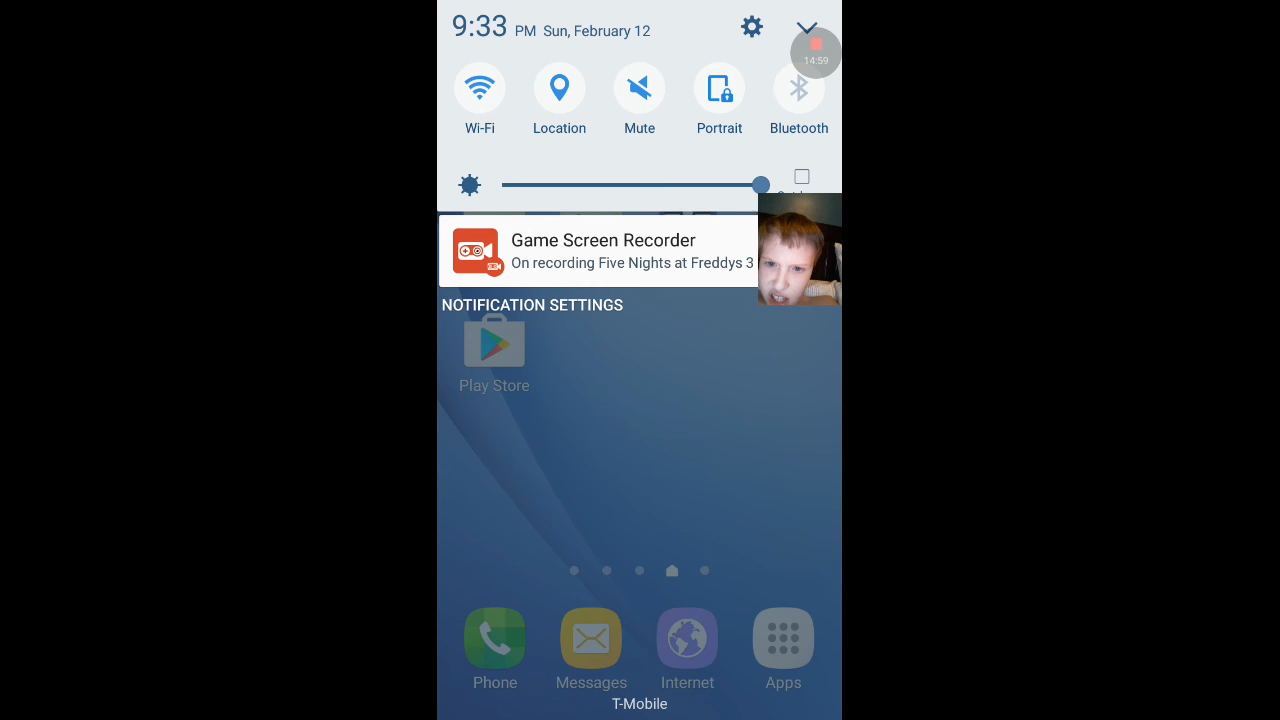 9:33 PM Sun, February 12
14:59
Wi-Fi Location Mute Portrait Bluetooth
Game Screen Recorder
On recording Five Nights at Freddys 3
NOTIFICATION SETTINGS
Play Store
Phone Messages Internet Apps
T-Mobile